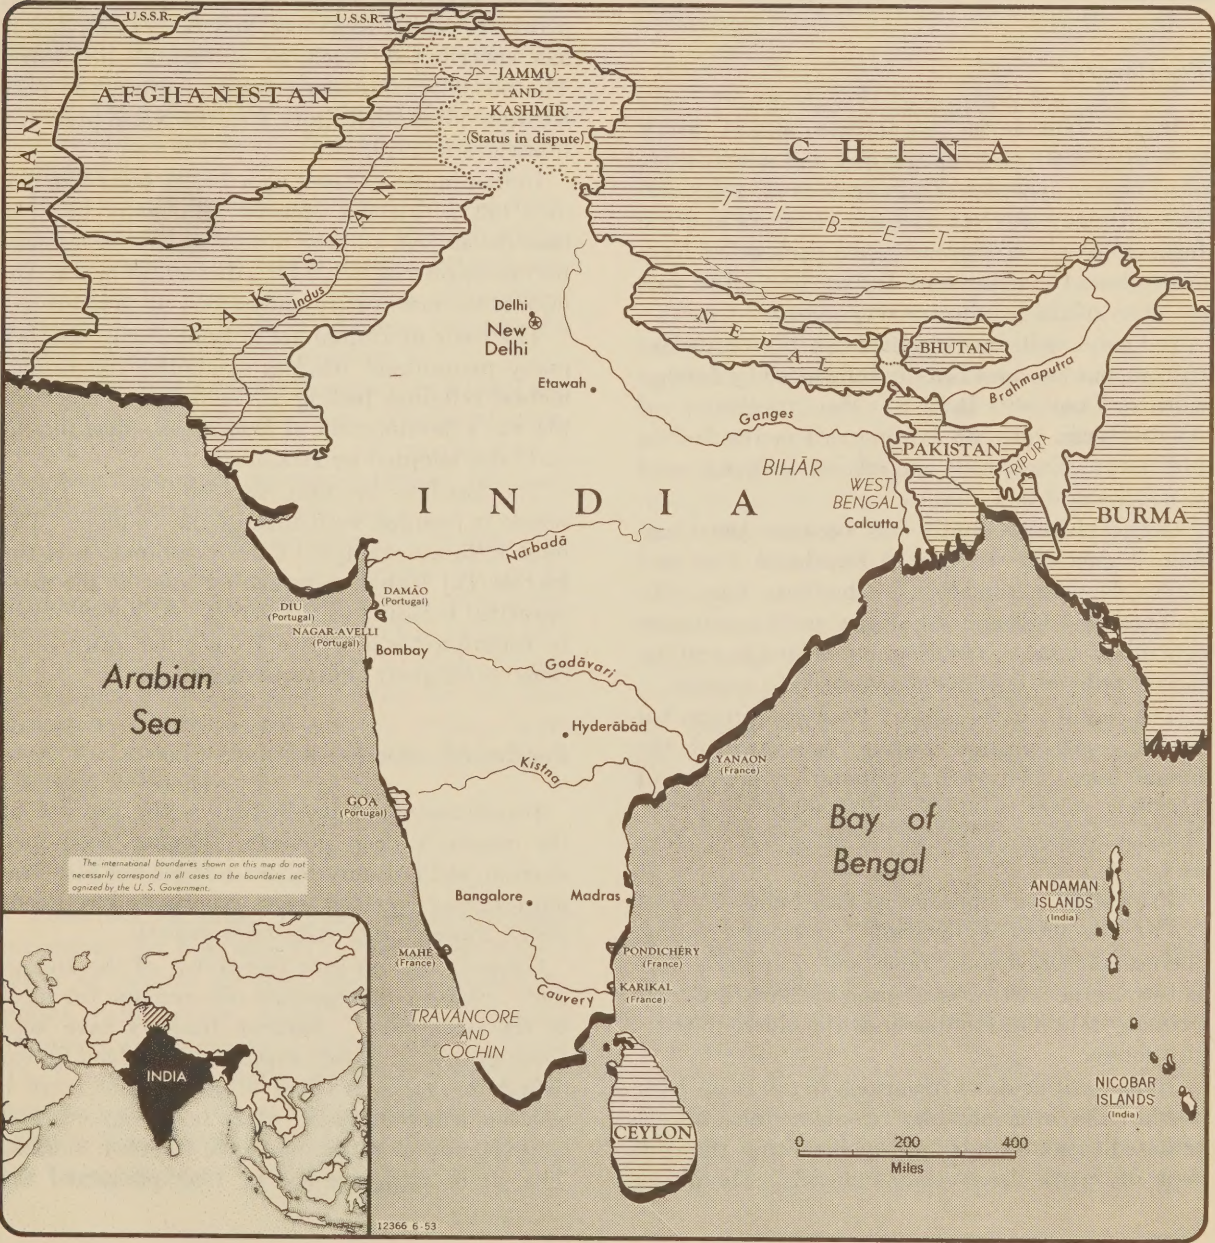 U.S.S.R.
U.S.S.R.
AFGHANISTAN
IRAN
JAMMU
AND
KASHMIR
(Status in dispute)
CHINA
TIBET
PAKISTAN
Indus
Delhi
New
Delhi
NEPAL
BHUTAN
Brahmaputra
Etawah
Ganges
PAKISTAN
TRIPURA
BIHĀR
WEST
BENGAL
Calcutta
INDIA
BURMA
Narbadā
DIU
(Portugal)
DAMÃO
(Portugal)
NAGAR-AVELLI
(Portugal)
Bombay
Godāvari
Arabian
Sea
Hyderābād
Kistna
YANAON
(France)
GOA
(Portugal)
Bay of
Bengal
The international boundaries shown on this map do not
necessarily correspond in all cases to the boundaries rec-
ognized by the U. S. Government.
Bangalore
Madras
ANDAMAN
ISLANDS
(India)
MAHÉ
(France)
PONDICHÉRY
(France)
KARIKAL
(France)
Cauvery
TRAVANCORE
AND
COCHIN
INDIA
NICOBAR
ISLANDS
(India)
CEYLON
0 200 400
Miles
12366 6-53